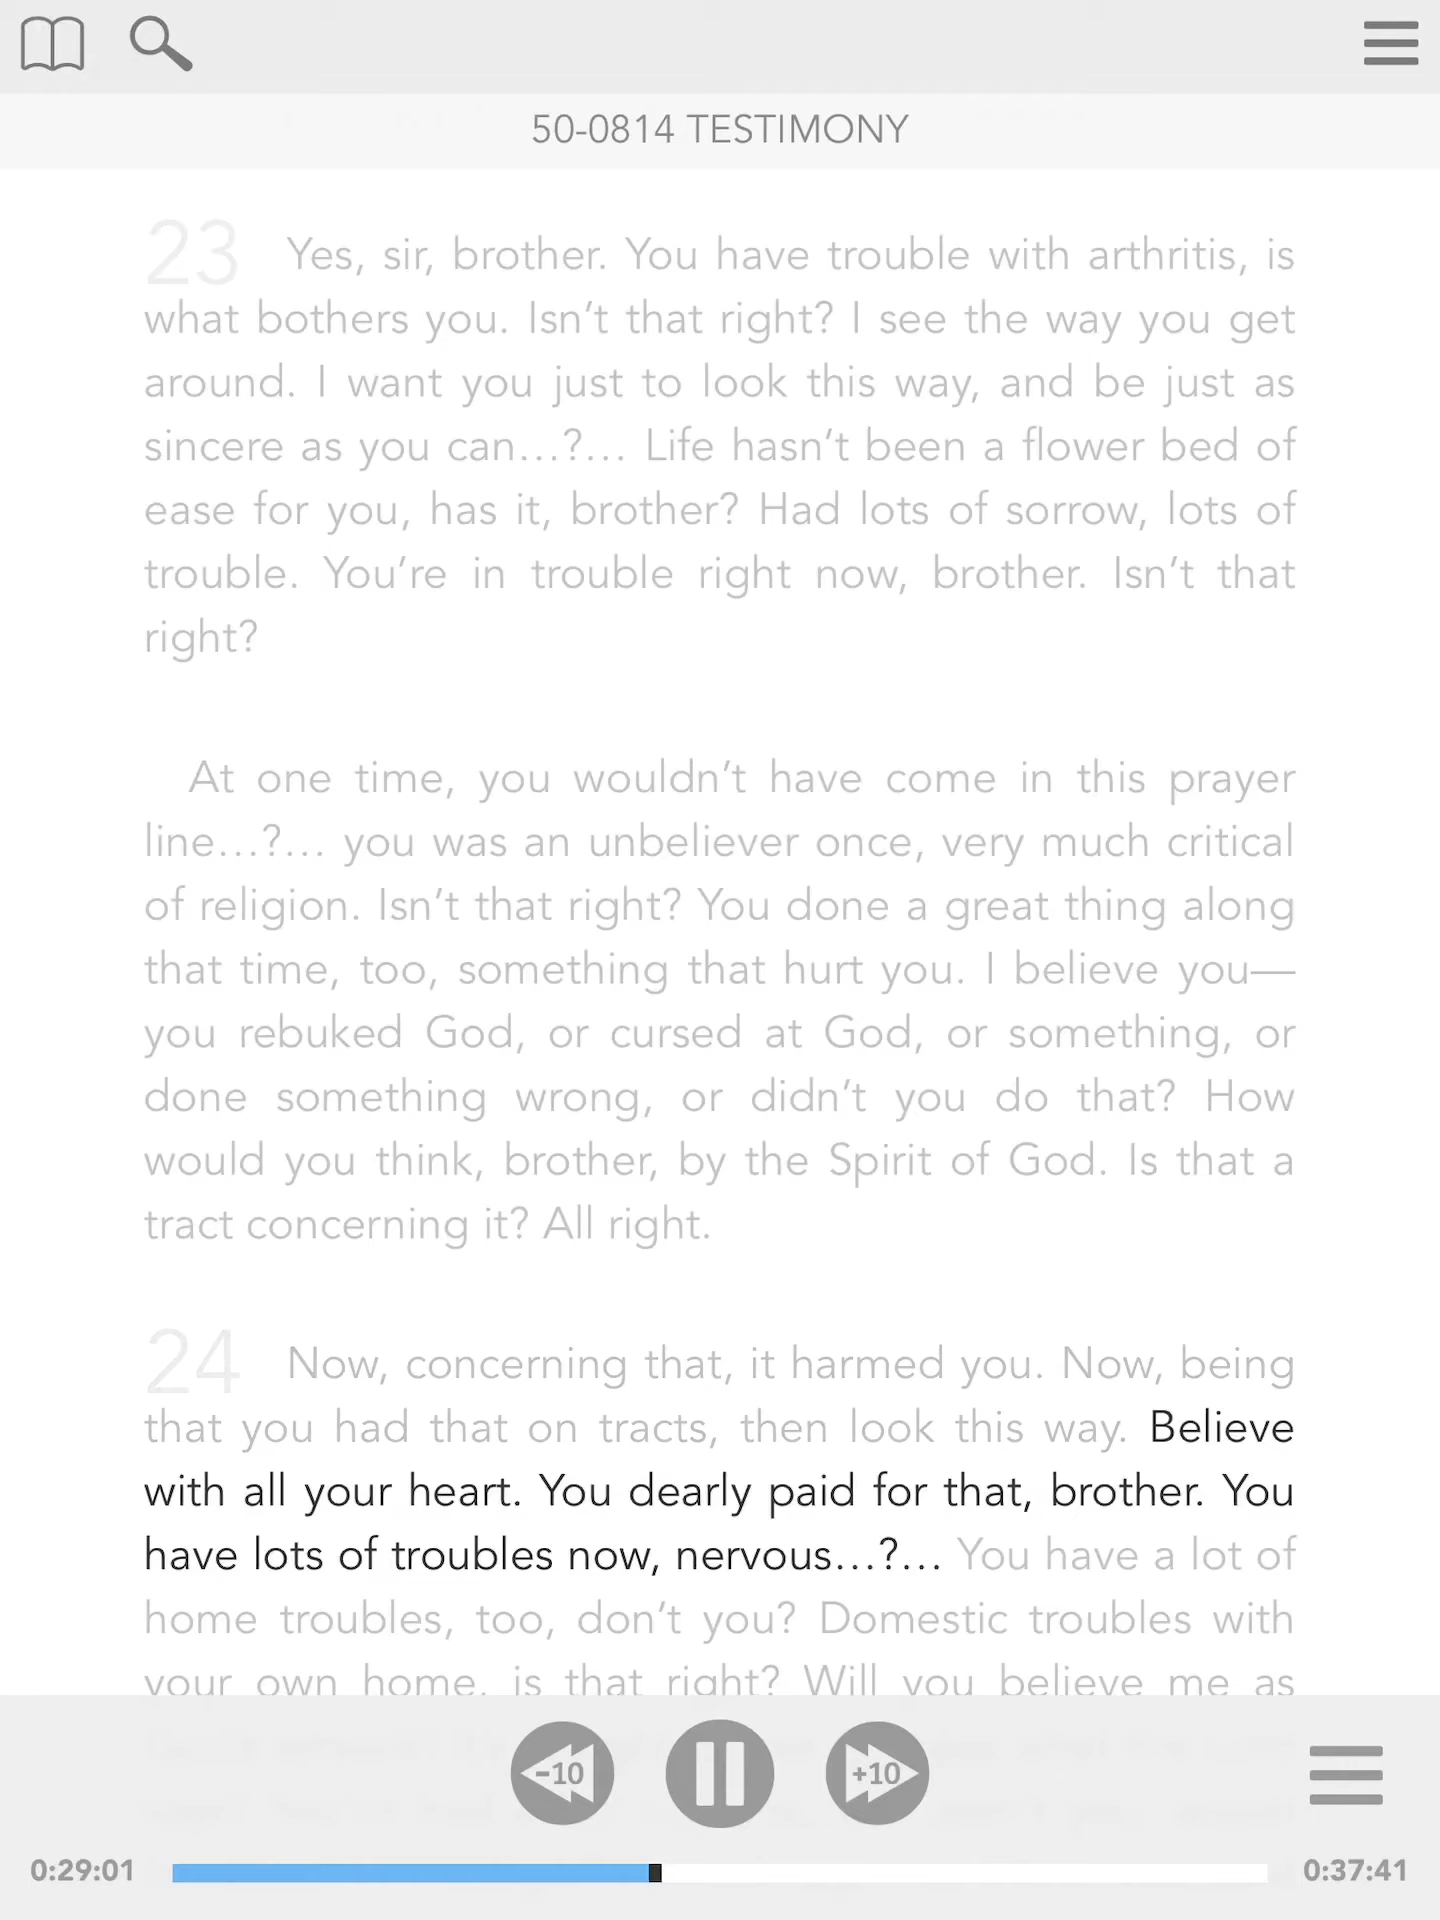 50-0814 TESTIMONY
23 Yes, sir, brother. You have trouble with arthritis, is
what bothers you. Isn’t that right? I see the way you get
around. I want you just to look this way, and be just as
sincere as you can…?… Life hasn’t been a flower bed of
ease for you, has it, brother? Had lots of sorrow, lots of
trouble. You’re in trouble right now, brother. Isn’t that
right?
At one time, you wouldn’t have come in this prayer
line…?… you was an unbeliever once, very much critical
of religion. Isn’t that right? You done a great thing along
that time, too, something that hurt you. I believe you—
you rebuked God, or cursed at God, or something, or
done something wrong, or didn’t you do that? How
would you think, brother, by the Spirit of God. Is that a
tract concerning it? All right.
24 Now, concerning that, it harmed you. Now, being
that you had that on tracts, then look this way. Believe
with all your heart. You dearly paid for that, brother. You
have lots of troubles now, nervous…?… You have a lot of
home troubles, too, don’t you? Domestic troubles with
your own home, is that right? Will you believe me as
-10 +10
0:29:01 0:37:41